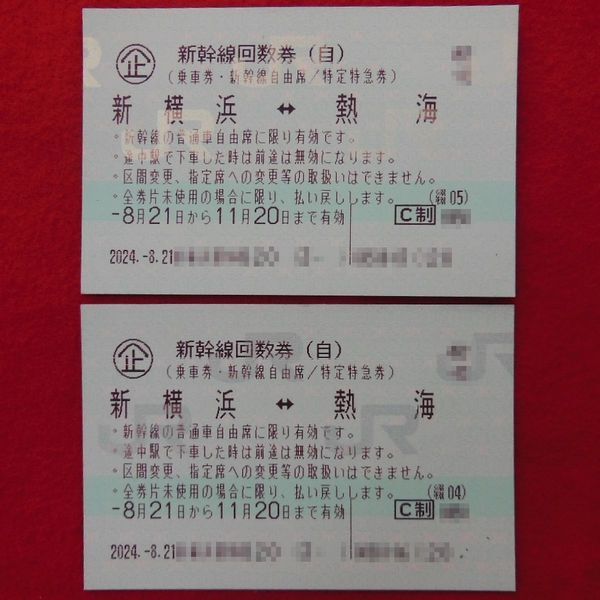 企 新幹線回数券（自）
（乗車券・新幹線自由席／特定特急券）
新横浜 ↔ 熱海
・新幹線の普通車自由席に限り有効です。
・途中駅で下車した時は前途は無効になります。
・区間変更、指定席への変更等の取扱いはできません。
・全券片未使用の場合に限り、払い戻しします。 05)
-8月21日から11月20日まで有効 C制
2024.-8.21 20
企 新幹線回数券（自）
（乗車券・新幹線自由席／特定特急券）
新横浜 ↔ 熱海
・新幹線の普通車自由席に限り有効です。
・途中駅で下車した時は前途は無効になります。
・区間変更、指定席への変更等の取扱いはできません。
・全券片未使用の場合に限り、払い戻しします。 04)
-8月21日から11月20日まで有効 C制
2024.-8.21 20